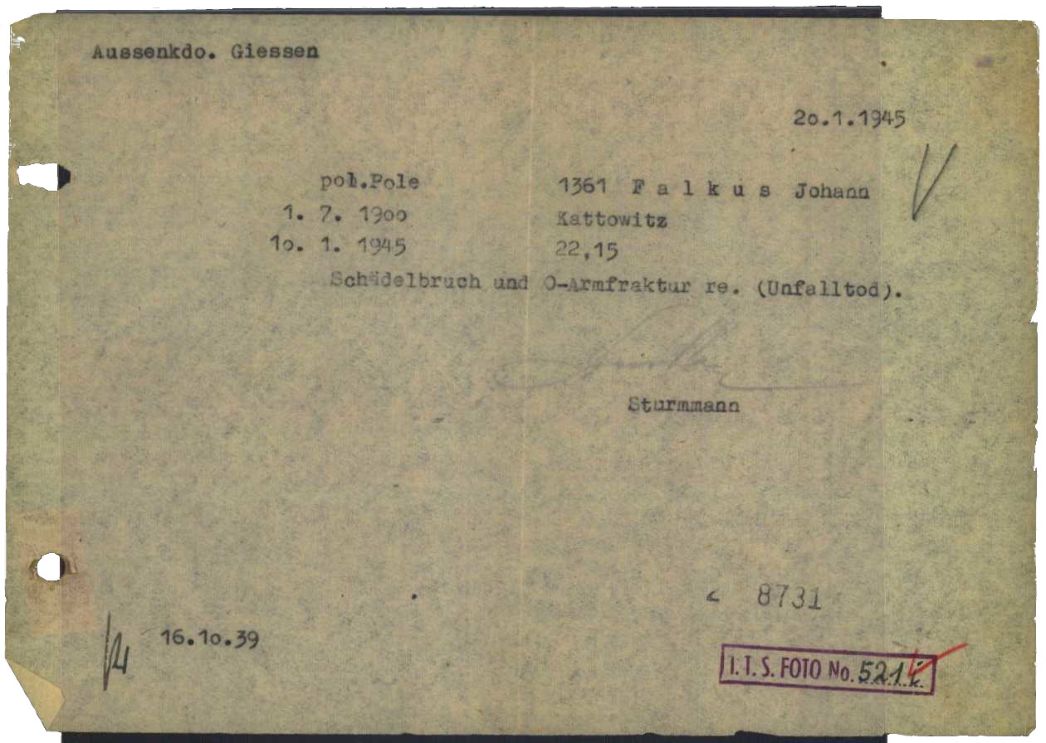 Aussenkdo. Giessen
2o.1.1945
pol.Pole 1361 F a l k u s Johann
1. 7. 19oo Kattowitz
1o. 1. 1945 22,15
Schädelbruch und O-Armfraktur re. (Unfalltod).
Sturmmann
8731
16.1o.39
I.T.S. FOTO No. 521